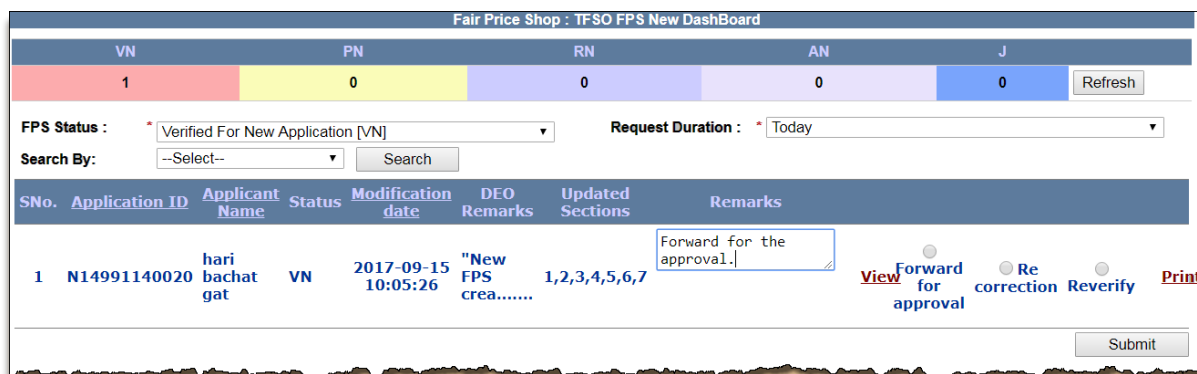 Fair Price Shop : TFSO FPS New DashBoard
VN PN RN AN J
1 0 0 0 0 Refresh
FPS Status : * Verified For New Application [VN] Request Duration : * Today
Search By: --Select-- Search
SNo. Application ID Applicant Name Status Modification date DEO Remarks Updated Sections Remarks
1 N14991140020 hari bachat gat VN 2017-09-15 10:05:26 "New FPS crea....... 1,2,3,4,5,6,7 Forward for the approval. View Forward for approval Re correction Reverify Print
Submit